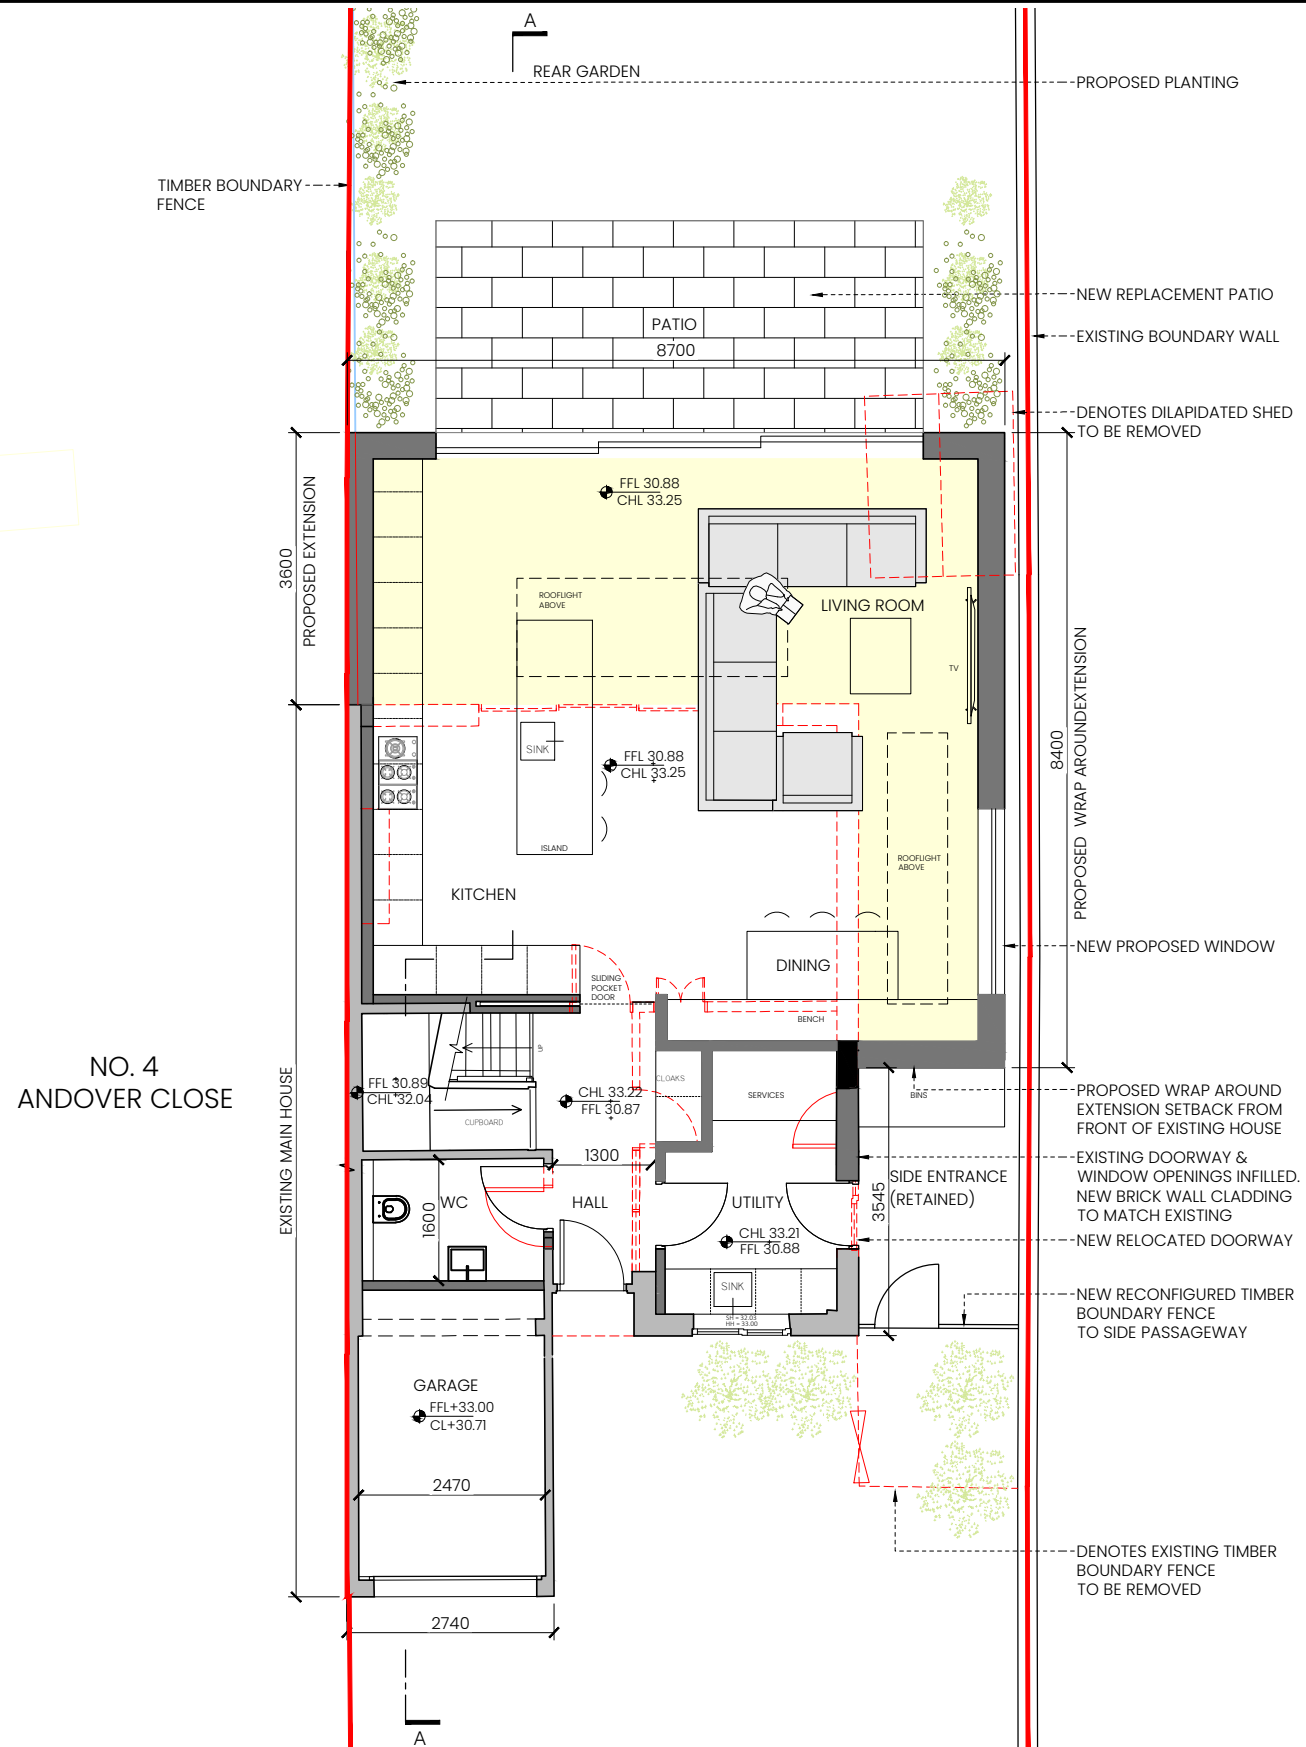 A
REAR GARDEN
PROPOSED PLANTING
TIMBER BOUNDARY
FENCE
NEW REPLACEMENT PATIO
PATIO
8700
EXISTING BOUNDARY WALL
DENOTES DILAPIDATED SHED
TO BE REMOVED
3600
PROPOSED EXTENSION
FFL 30.88
CHL 33.25
ROOFLIGHT
ABOVE
LIVING ROOM
TV
SINK
FFL 30.88
CHL 33.25
8400
PROPOSED WRAP AROUNDEXTENSION
ISLAND
ROOFLIGHT
ABOVE
KITCHEN
NEW PROPOSED WINDOW
DINING
SLIDING
POCKET
DOOR
BENCH
NO. 4
ANDOVER CLOSE
EXISTING MAIN HOUSE
UP
FFL 30.89
CHL 32.04
CUPBOARD
CHL 33.22
FFL 30.87
CLOAKS
SERVICES
BINS
PROPOSED WRAP AROUND
EXTENSION SETBACK FROM
FRONT OF EXISTING HOUSE
1300
EXISTING DOORWAY &
WINDOW OPENINGS INFILLED.
NEW BRICK WALL CLADDING
TO MATCH EXISTING
SIDE ENTRANCE
(RETAINED)
3545
WC
1600
HALL
UTILITY
CHL 33.21
FFL 30.88
NEW RELOCATED DOORWAY
SINK
SH = 32.03
HH = 33.00
NEW RECONFIGURED TIMBER
BOUNDARY FENCE
TO SIDE PASSAGEWAY
GARAGE
FFL+33.00
CL+30.71
2470
DENOTES EXISTING TIMBER
BOUNDARY FENCE
TO BE REMOVED
2740
A